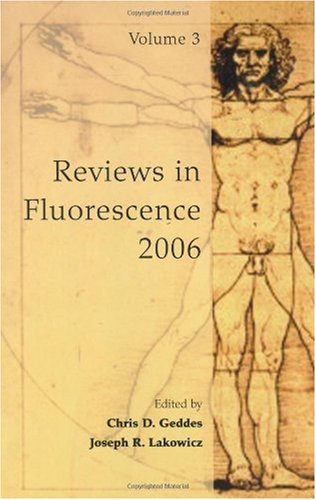 Volume 3
Reviews in
Fluorescence
2006
Edited by
Chris D. Geddes
Joseph R. Lakowicz